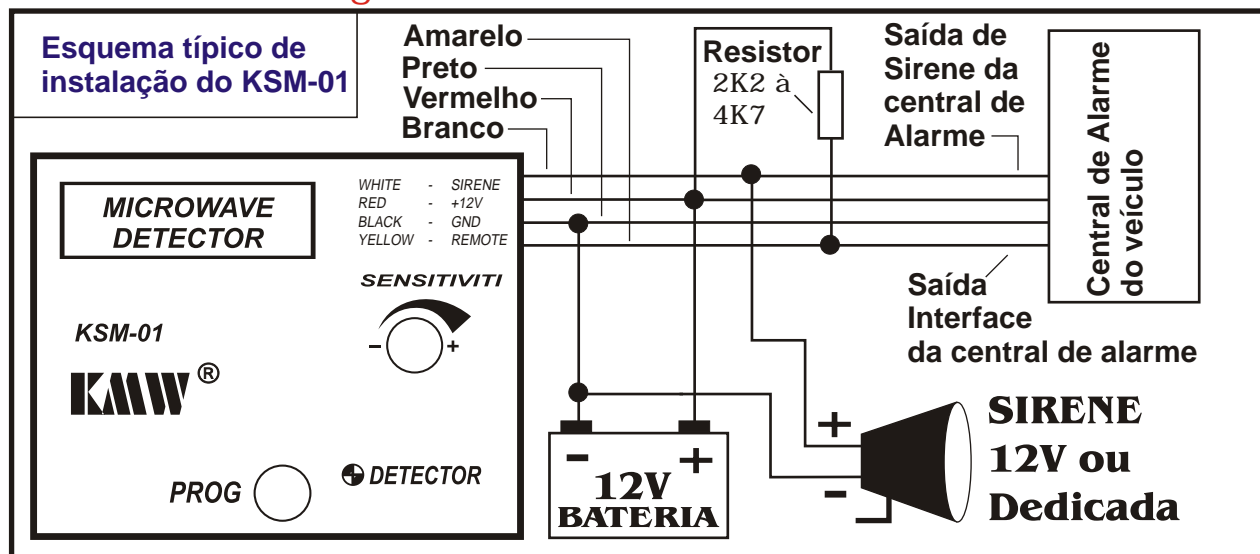 Esquema típico de
instalação do KSM-01
Amarelo
Preto
Vermelho
Branco
Resistor
2K2 à
4K7
Saída de
Sirene da
central de
Alarme
Central de Alarme
do veículo
MICROWAVE
DETECTOR
WHITE - SIRENE
RED - +12V
BLACK - GND
YELLOW - REMOTE
SENSITIVITI
- +
KSM-01
KMW ®
PROG
DETECTOR
Saída
Interface
da central de alarme
- +
12V
BATERIA
+
-
SIRENE
12V ou
Dedicada